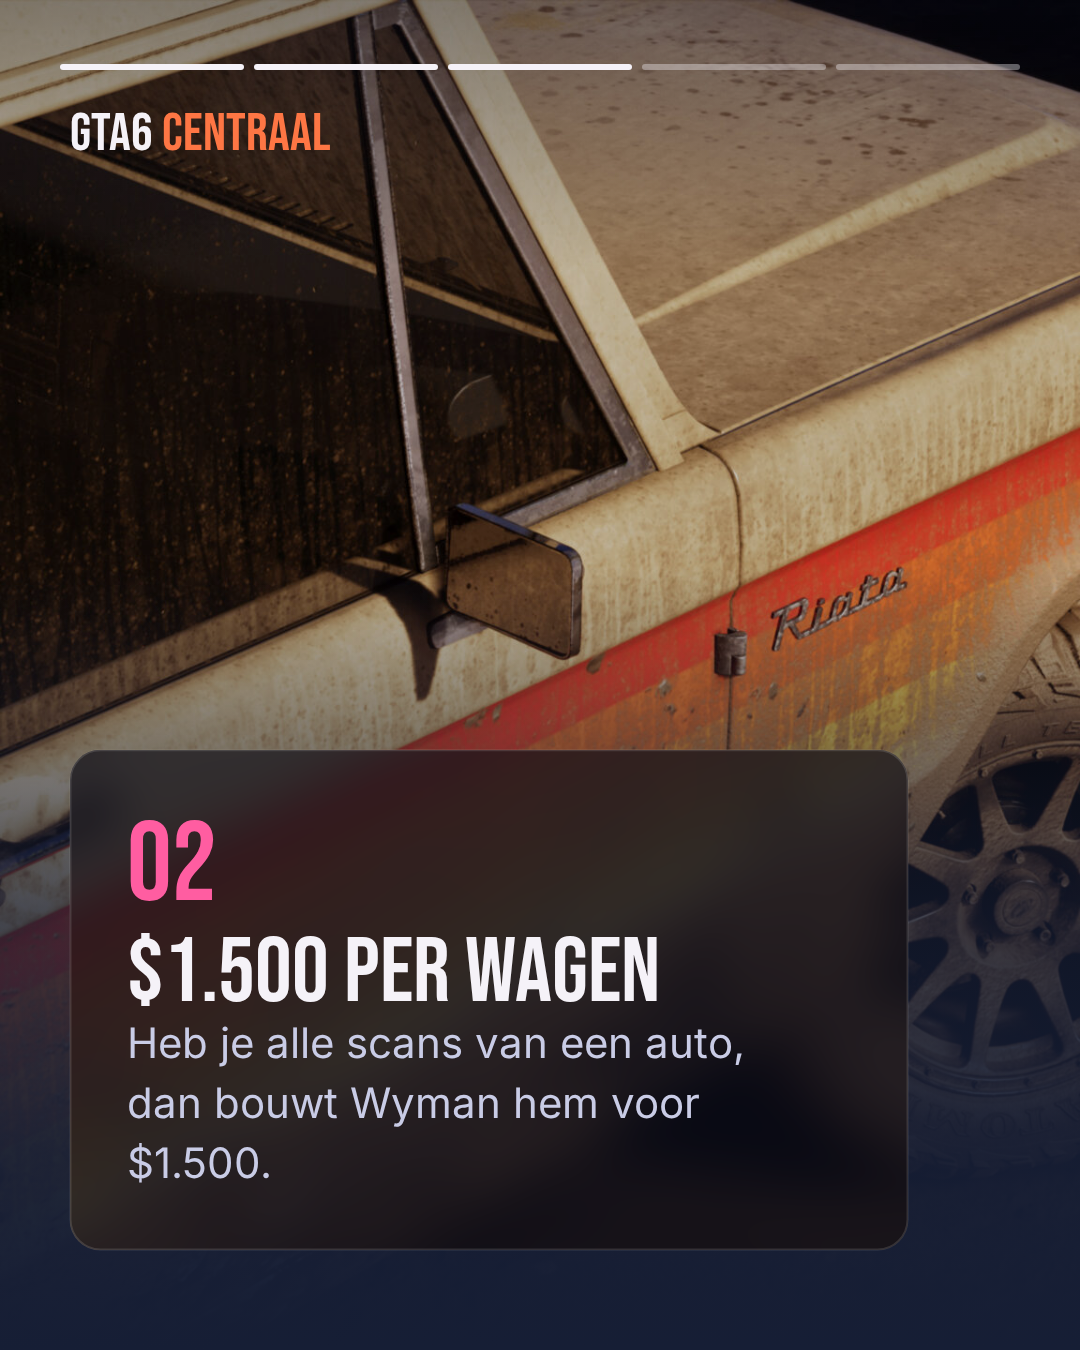 GTA6 CENTRAAL
Riata
02
$1.500 PER WAGEN
Heb je alle scans van een auto,
dan bouwt Wyman hem voor
$1.500.